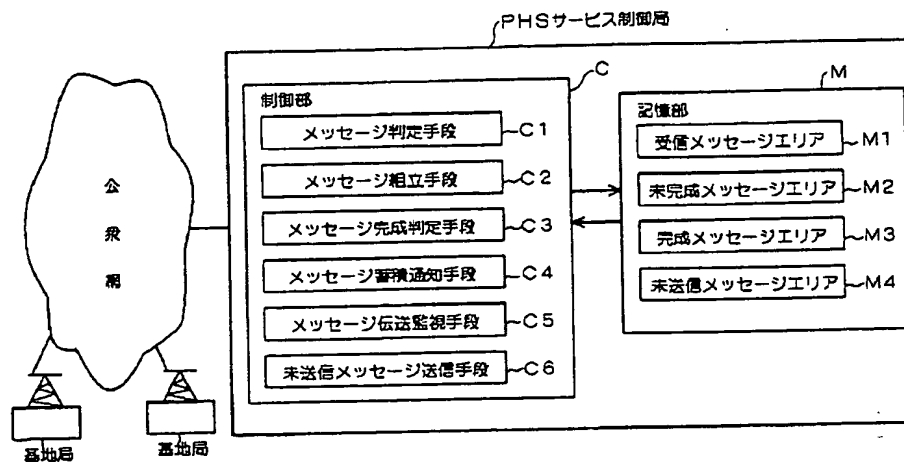 PHSサービス制御局
C
制御部
メッセージ判定手段
C1
メッセージ組立手段
C2
メッセージ完成判定手段
C3
メッセージ蓄積通知手段
C4
メッセージ伝送監視手段
C5
未送信メッセージ送信手段
C6
M
記憶部
受信メッセージエリア
M1
未完成メッセージエリア
M2
完成メッセージエリア
M3
未送信メッセージエリア
M4
公衆網
基地局
基地局